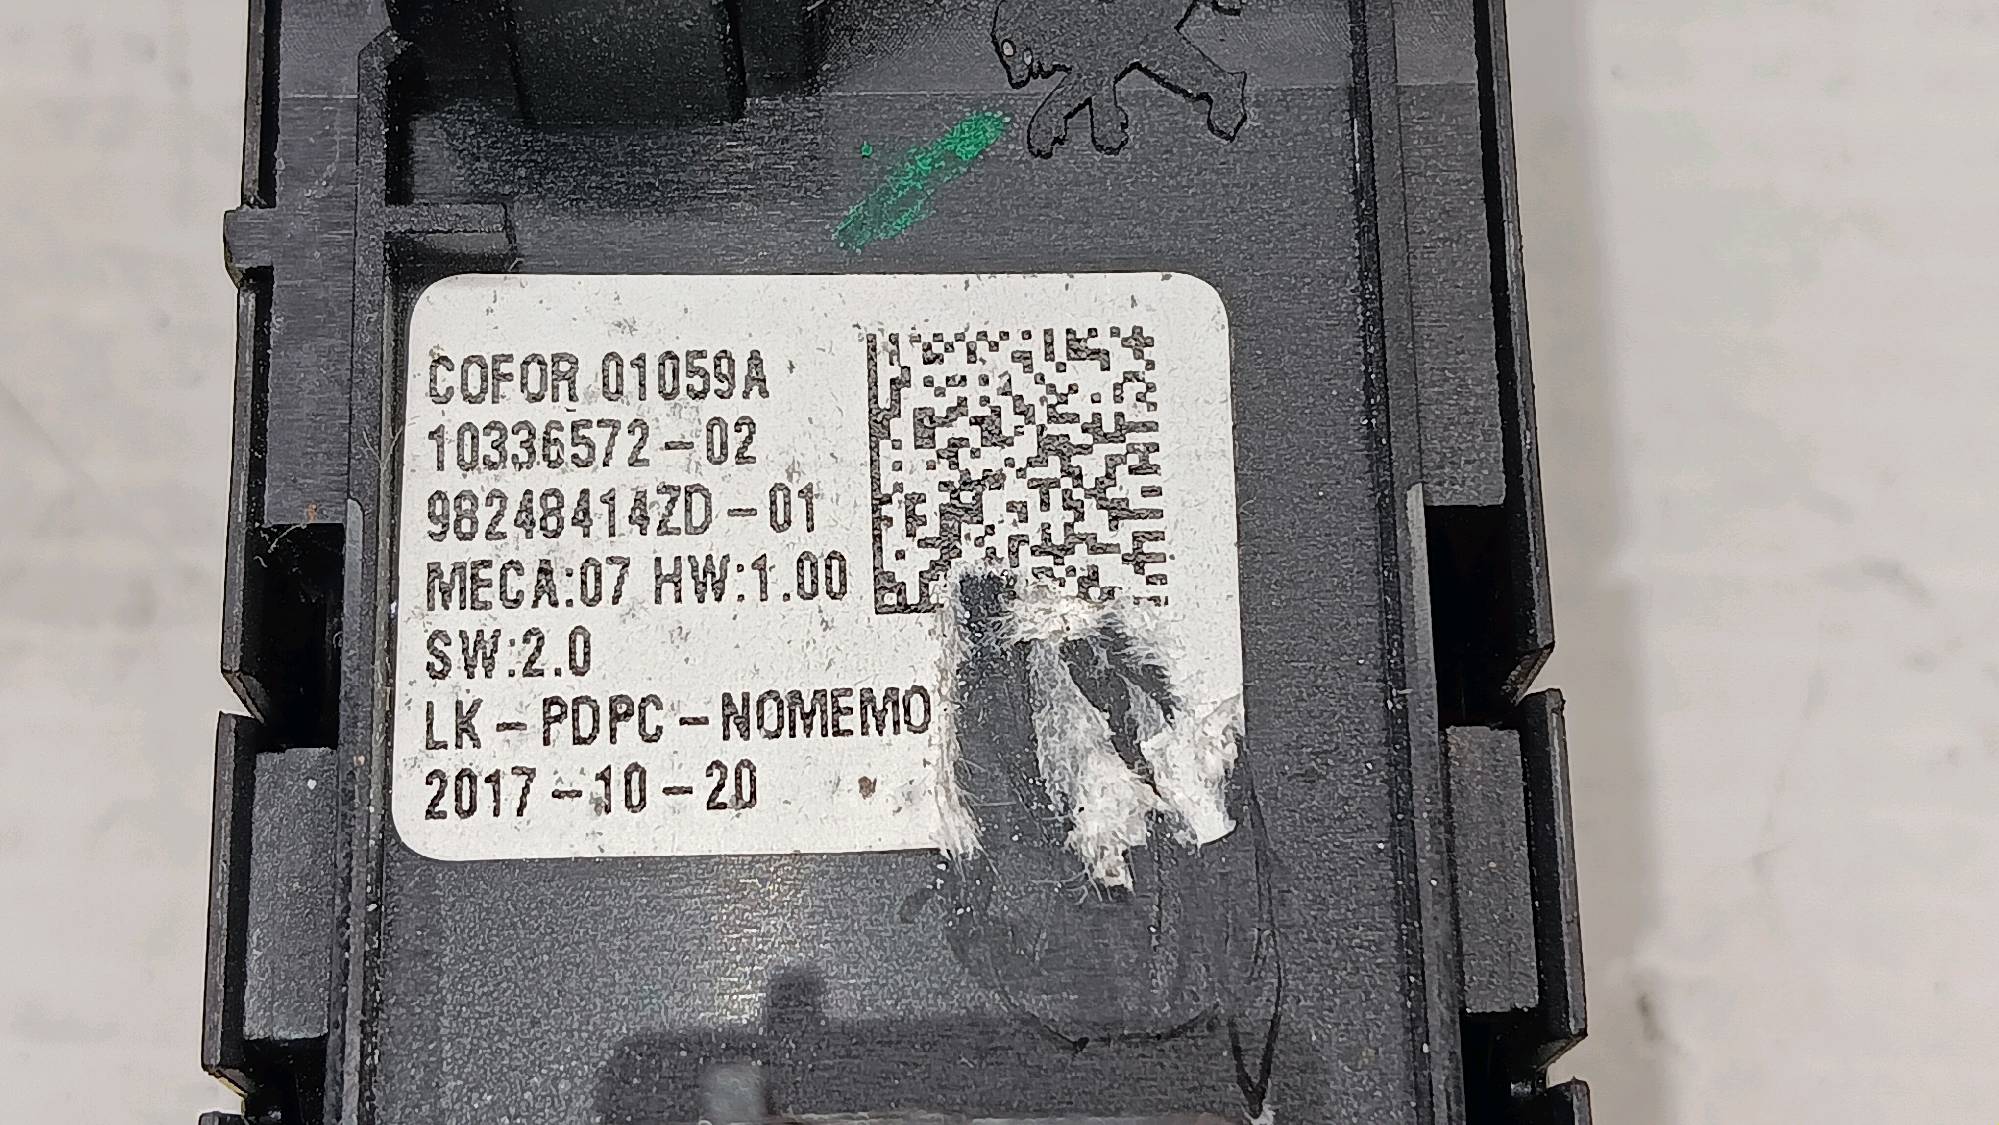 COFOR 01059A
10336572-02
98248414ZD-01
MECA:07 HW:1.00
SW:2.0
LK-PDPC-NOMEMO
2017-10-20